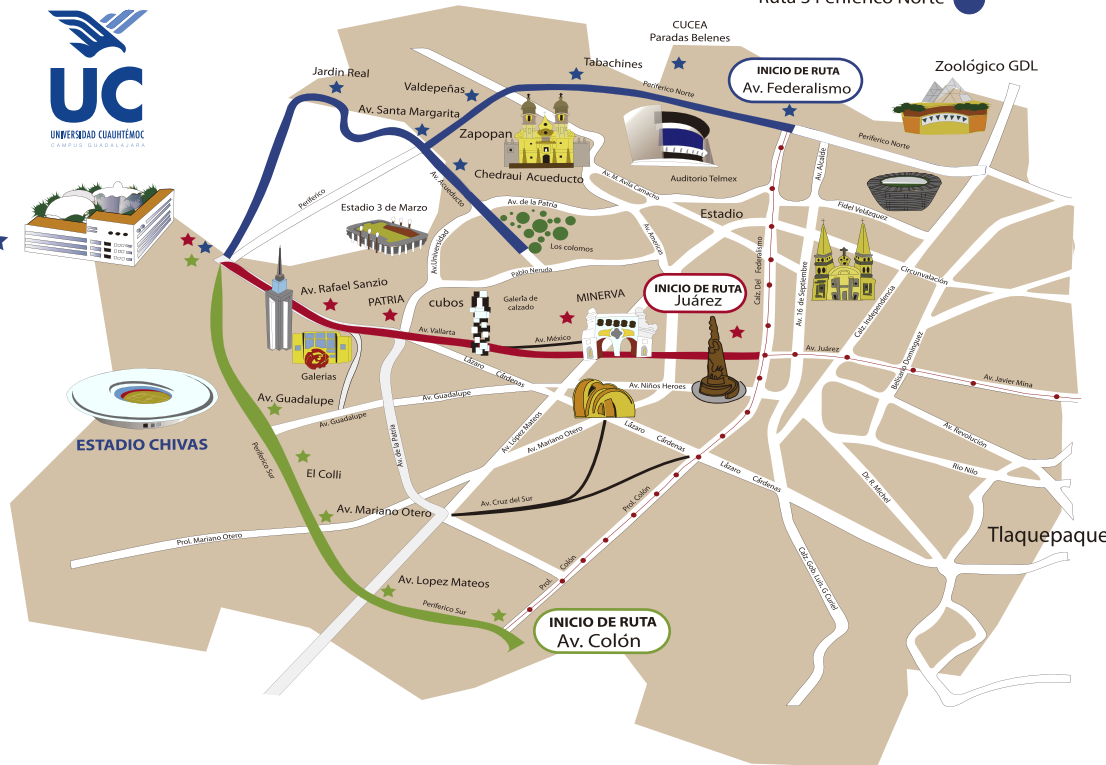 Ruta 3 Periférico Norte
UC
UNIVERSIDAD CUAUHTÉMOC
CAMPUS GUADALAJARA
CUCEA
Paradas Belenes
Tabachines
Jardin Real
Valdepeñas
Av. Santa Margarita
Periferico Norte
INICIO DE RUTA
Av. Federalismo
Zoológico GDL
Zapopan
Periferico Norte
Chedraui Acueducto
Auditorio Telmex
Av. Alcalde
Av. M. Avila Camacho
Periferico
Av. Acueducto
Av. de la Patria
Estadio 3 de Marzo
Estadio
Fidel Velázquez
Los colomos
Av. Americas
Av.Universidad
Calz. Del Federalismo
Pablo Neruda
Circunvalación
Av. 16 de Septiembre
Av. Rafael Sanzio
PATRIA
cubos
Galería de
calzado
MINERVA
INICIO DE RUTA
Juárez
Calz. Independencia
Av. Vallarta
Av. México
Av. Juárez
Belisario Dominguez
Galerias
Lázaro Cárdenas
Av. Niños Heroes
Av. Javier Mina
Av. Guadalupe
Av. Guadalupe
Av. Guadalupe
ESTADIO CHIVAS
Av. López Mateos
Av. Mariano Otero
Lázaro Cárdenas
Av. Revolución
Periferico Sur
Av. de la Patria
El Colli
Lázaro Cárdenas
Rio Nilo
Dr. R. Michel
Av. Cruz del Sur
Prol. Colón
Av. Mariano Otero
Prol. Mariano Otero
Tlaquepaque
Prol. Colón
Calz. Gob. Luis. G Curiel
Av. Lopez Mateos
Periferico Sur
INICIO DE RUTA
Av. Colón